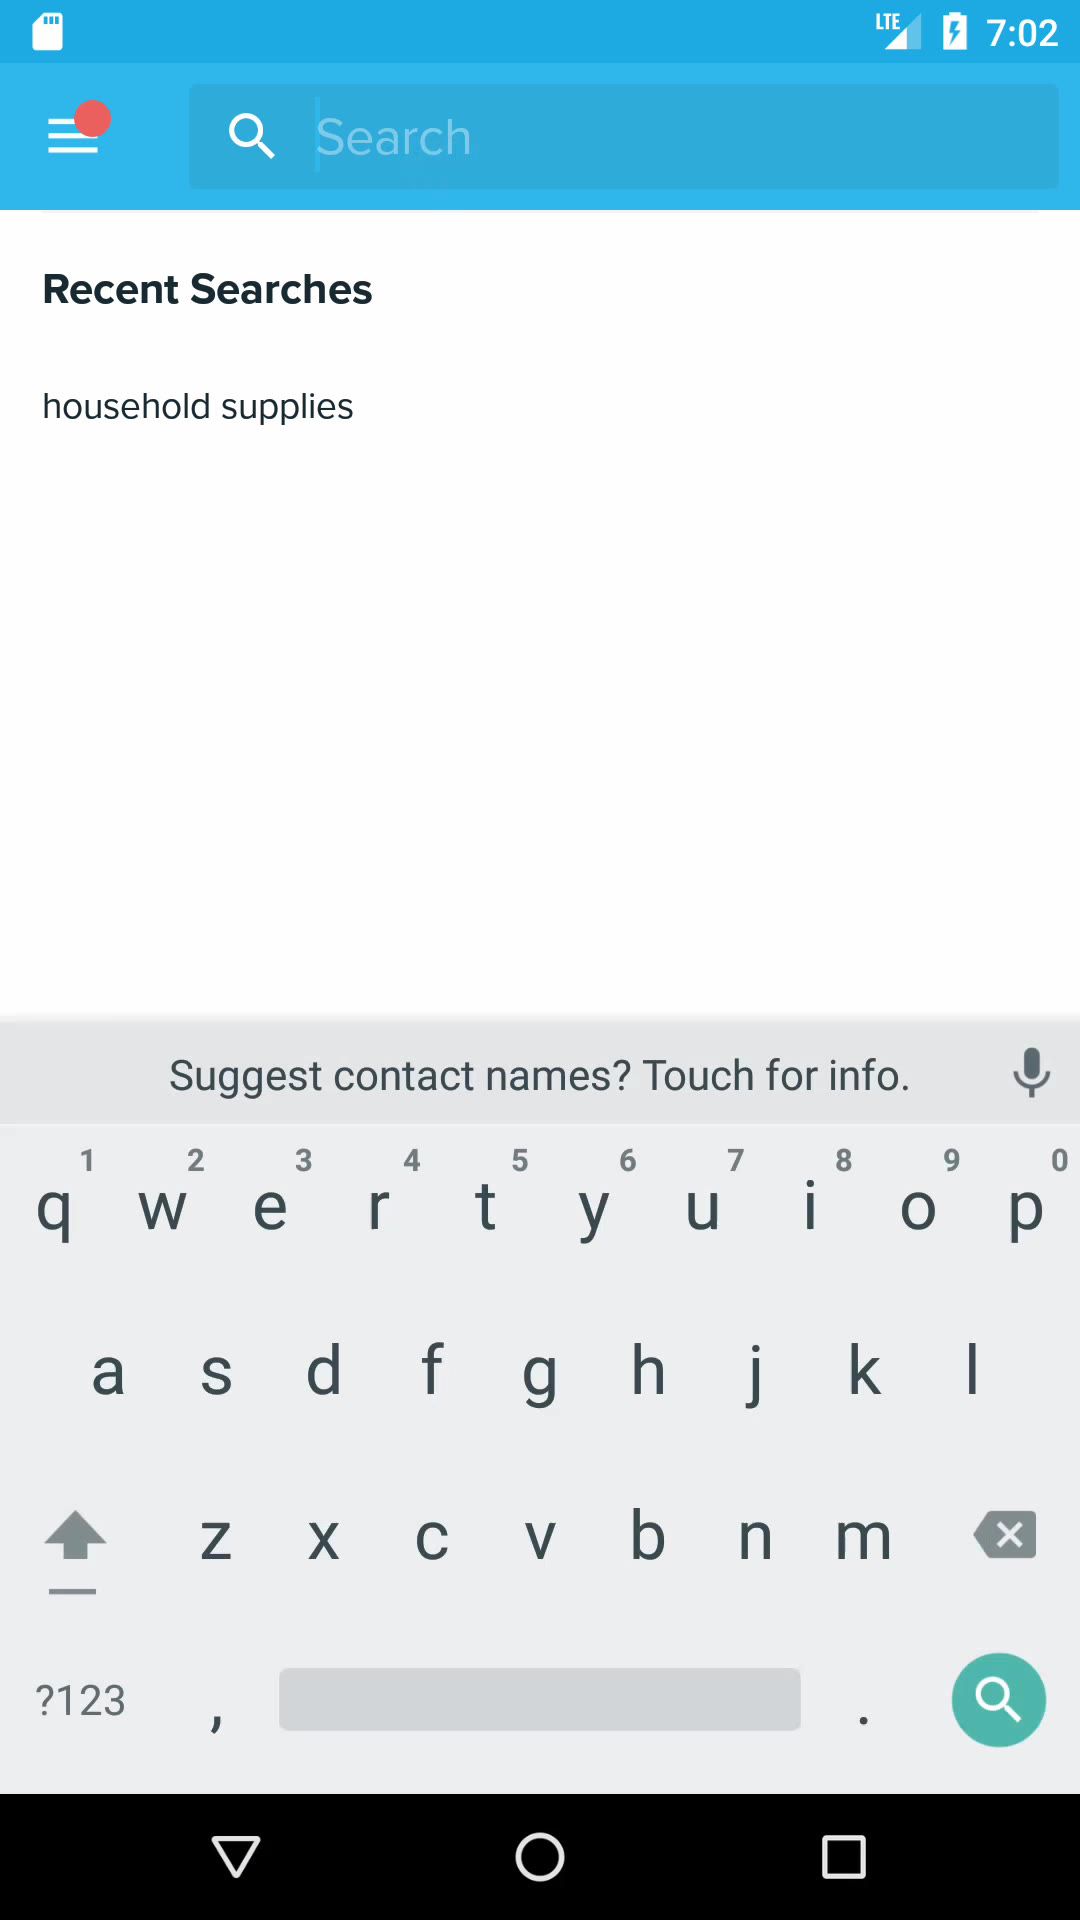 LTE 7:02
Search
Recent Searches
household supplies
Suggest contact names? Touch for info.
1 2 3 4 5 6 7 8 9 0
q w e r t y u i o p
a s d f g h j k l
z x c v b n m
?123 , .